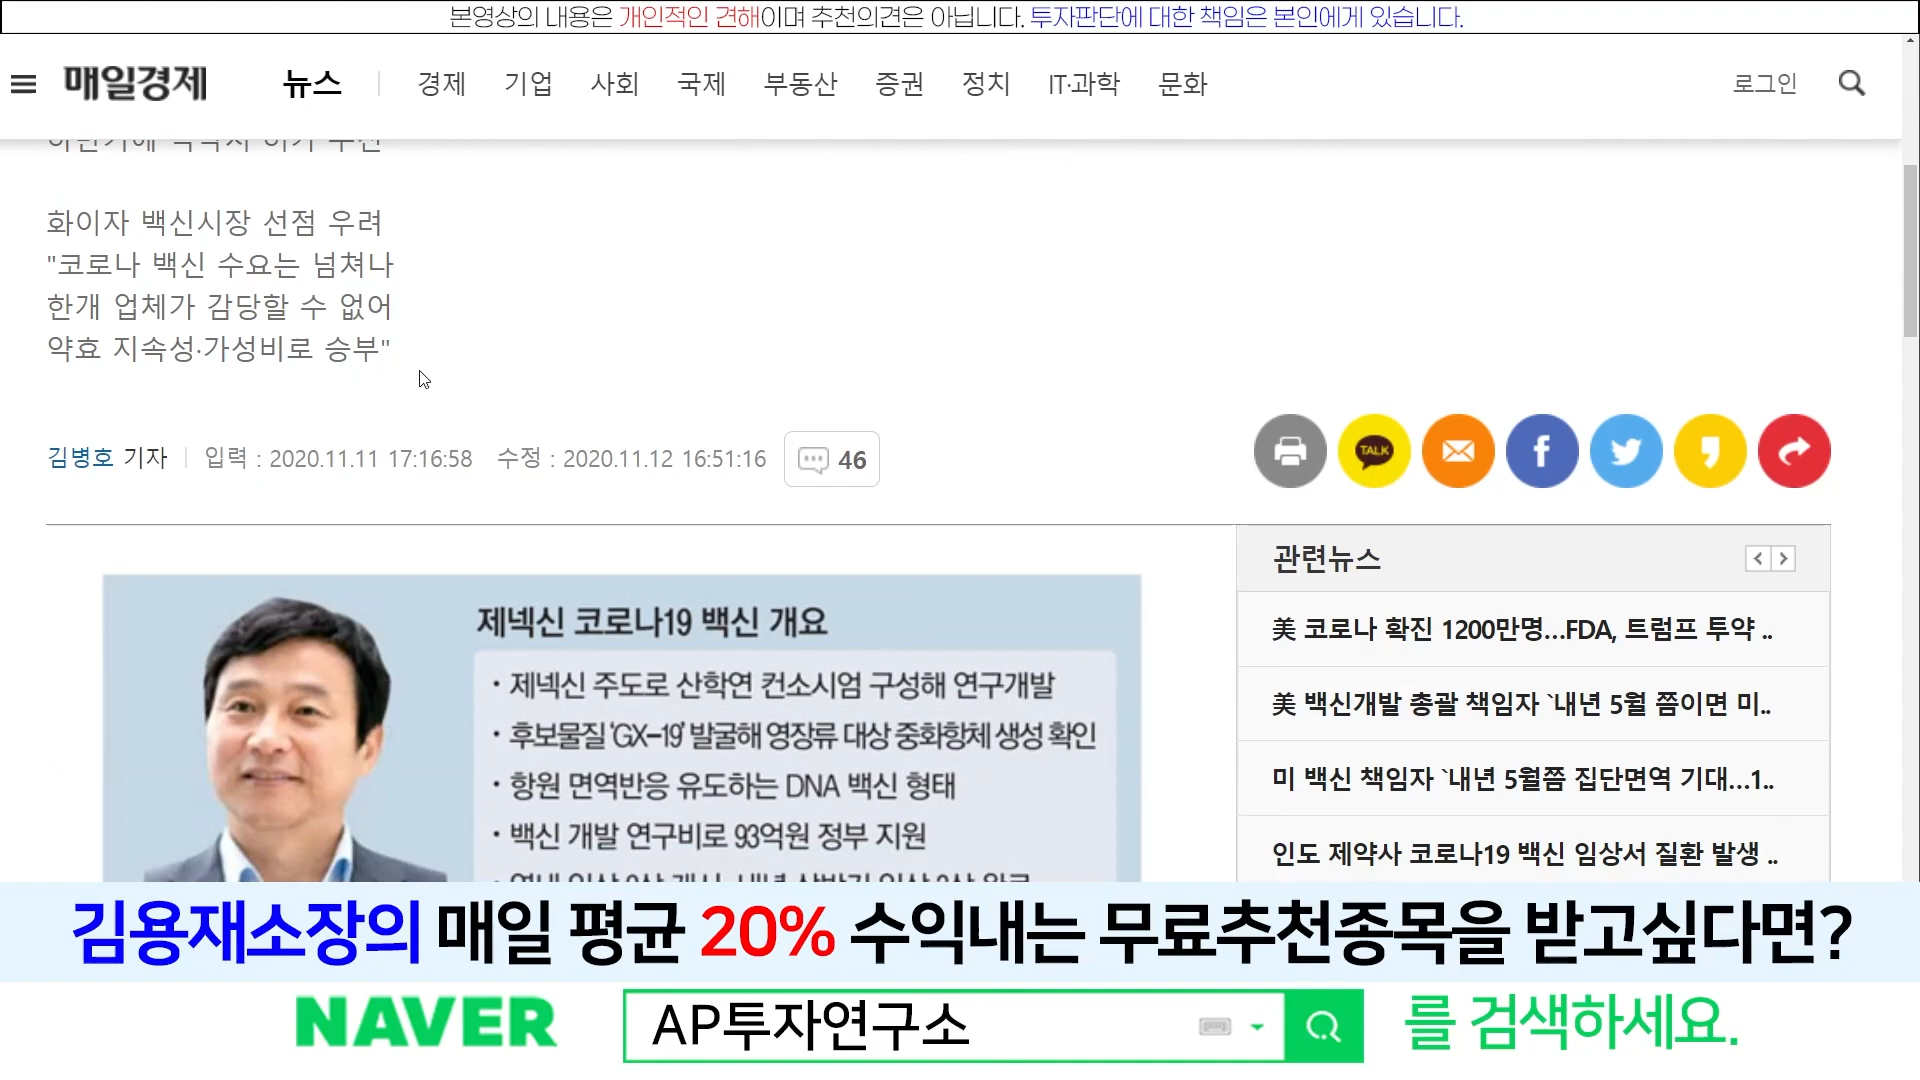 본영상의 내용은 개인적인 견해이며 추천의견은 아닙니다. 투자판단에 대한 책임은 본인에게 있습니다.
매일경제 뉴스 경제 기업 사회 국제 부동산 증권 정치 IT·과학 문화 로그인
화이자 백신시장 선점 우려
"코로나 백신 수요는 넘쳐나
한개 업체가 감당할 수 없어
약효 지속성·가성비로 승부"
김병호 기자 입력 : 2020.11.11 17:16:58 수정 : 2020.11.12 16:51:16 46
TALK
관련뉴스
제넥신 코로나19 백신 개요
· 제넥신 주도로 산학연 컨소시엄 구성해 연구개발
· 후보물질 'GX-19' 발굴해 영장류 대상 중화항체 생성 확인
· 항원 면역반응 유도하는 DNA 백신 형태
· 백신 개발 연구비로 93억원 정부 지원
美 코로나 확진 1200만명…FDA, 트럼프 투약 ..
美 백신개발 총괄 책임자 `내년 5월 쯤이면 미..
미 백신 책임자 `내년 5월쯤 집단면역 기대…1..
인도 제약사 코로나19 백신 임상서 질환 발생 ..
김용재소장의 매일 평균 20% 수익내는 무료추천종목을 받고싶다면?
NAVER AP투자연구소 를 검색하세요.